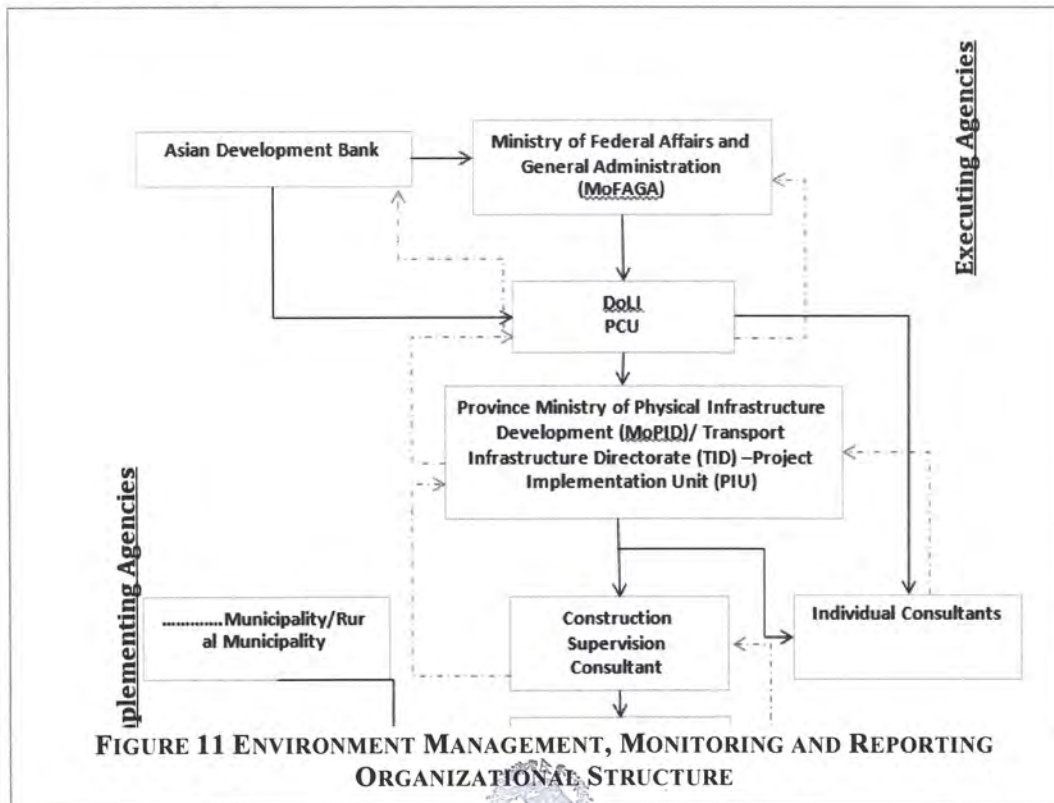 Executing Agencies
Asian Development Bank
Ministry of Federal Affairs and
General Administration
(MoFAGA)
DoLI
PCU
Province Ministry of Physical Infrastructure
Development (MoPID)/ Transport
Infrastructure Directorate (TID) –Project
Implementation Unit (PIU)
plementing Agencies
.............. Municipality/Rur
al Municipality
Construction
Supervision
Consultant
Individual Consultants
FIGURE 11 ENVIRONMENT MANAGEMENT, MONITORING AND REPORTING
ORGANIZATIONAL STRUCTURE